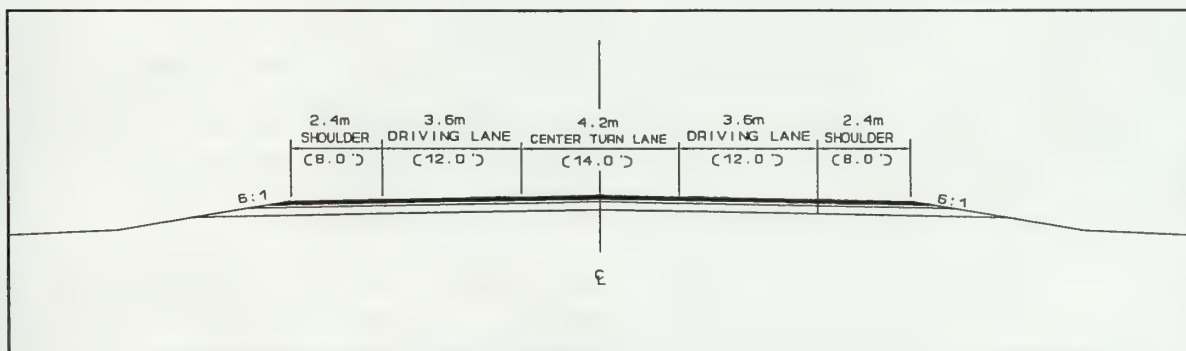 2.4m 3.6m 4.2m 3.6m 2.4m
SHOULDER DRIVING LANE CENTER TURN LANE DRIVING LANE SHOULDER
(8.0') (12.0') (14.0') (12.0') (8.0')
6:1 6:1
℄